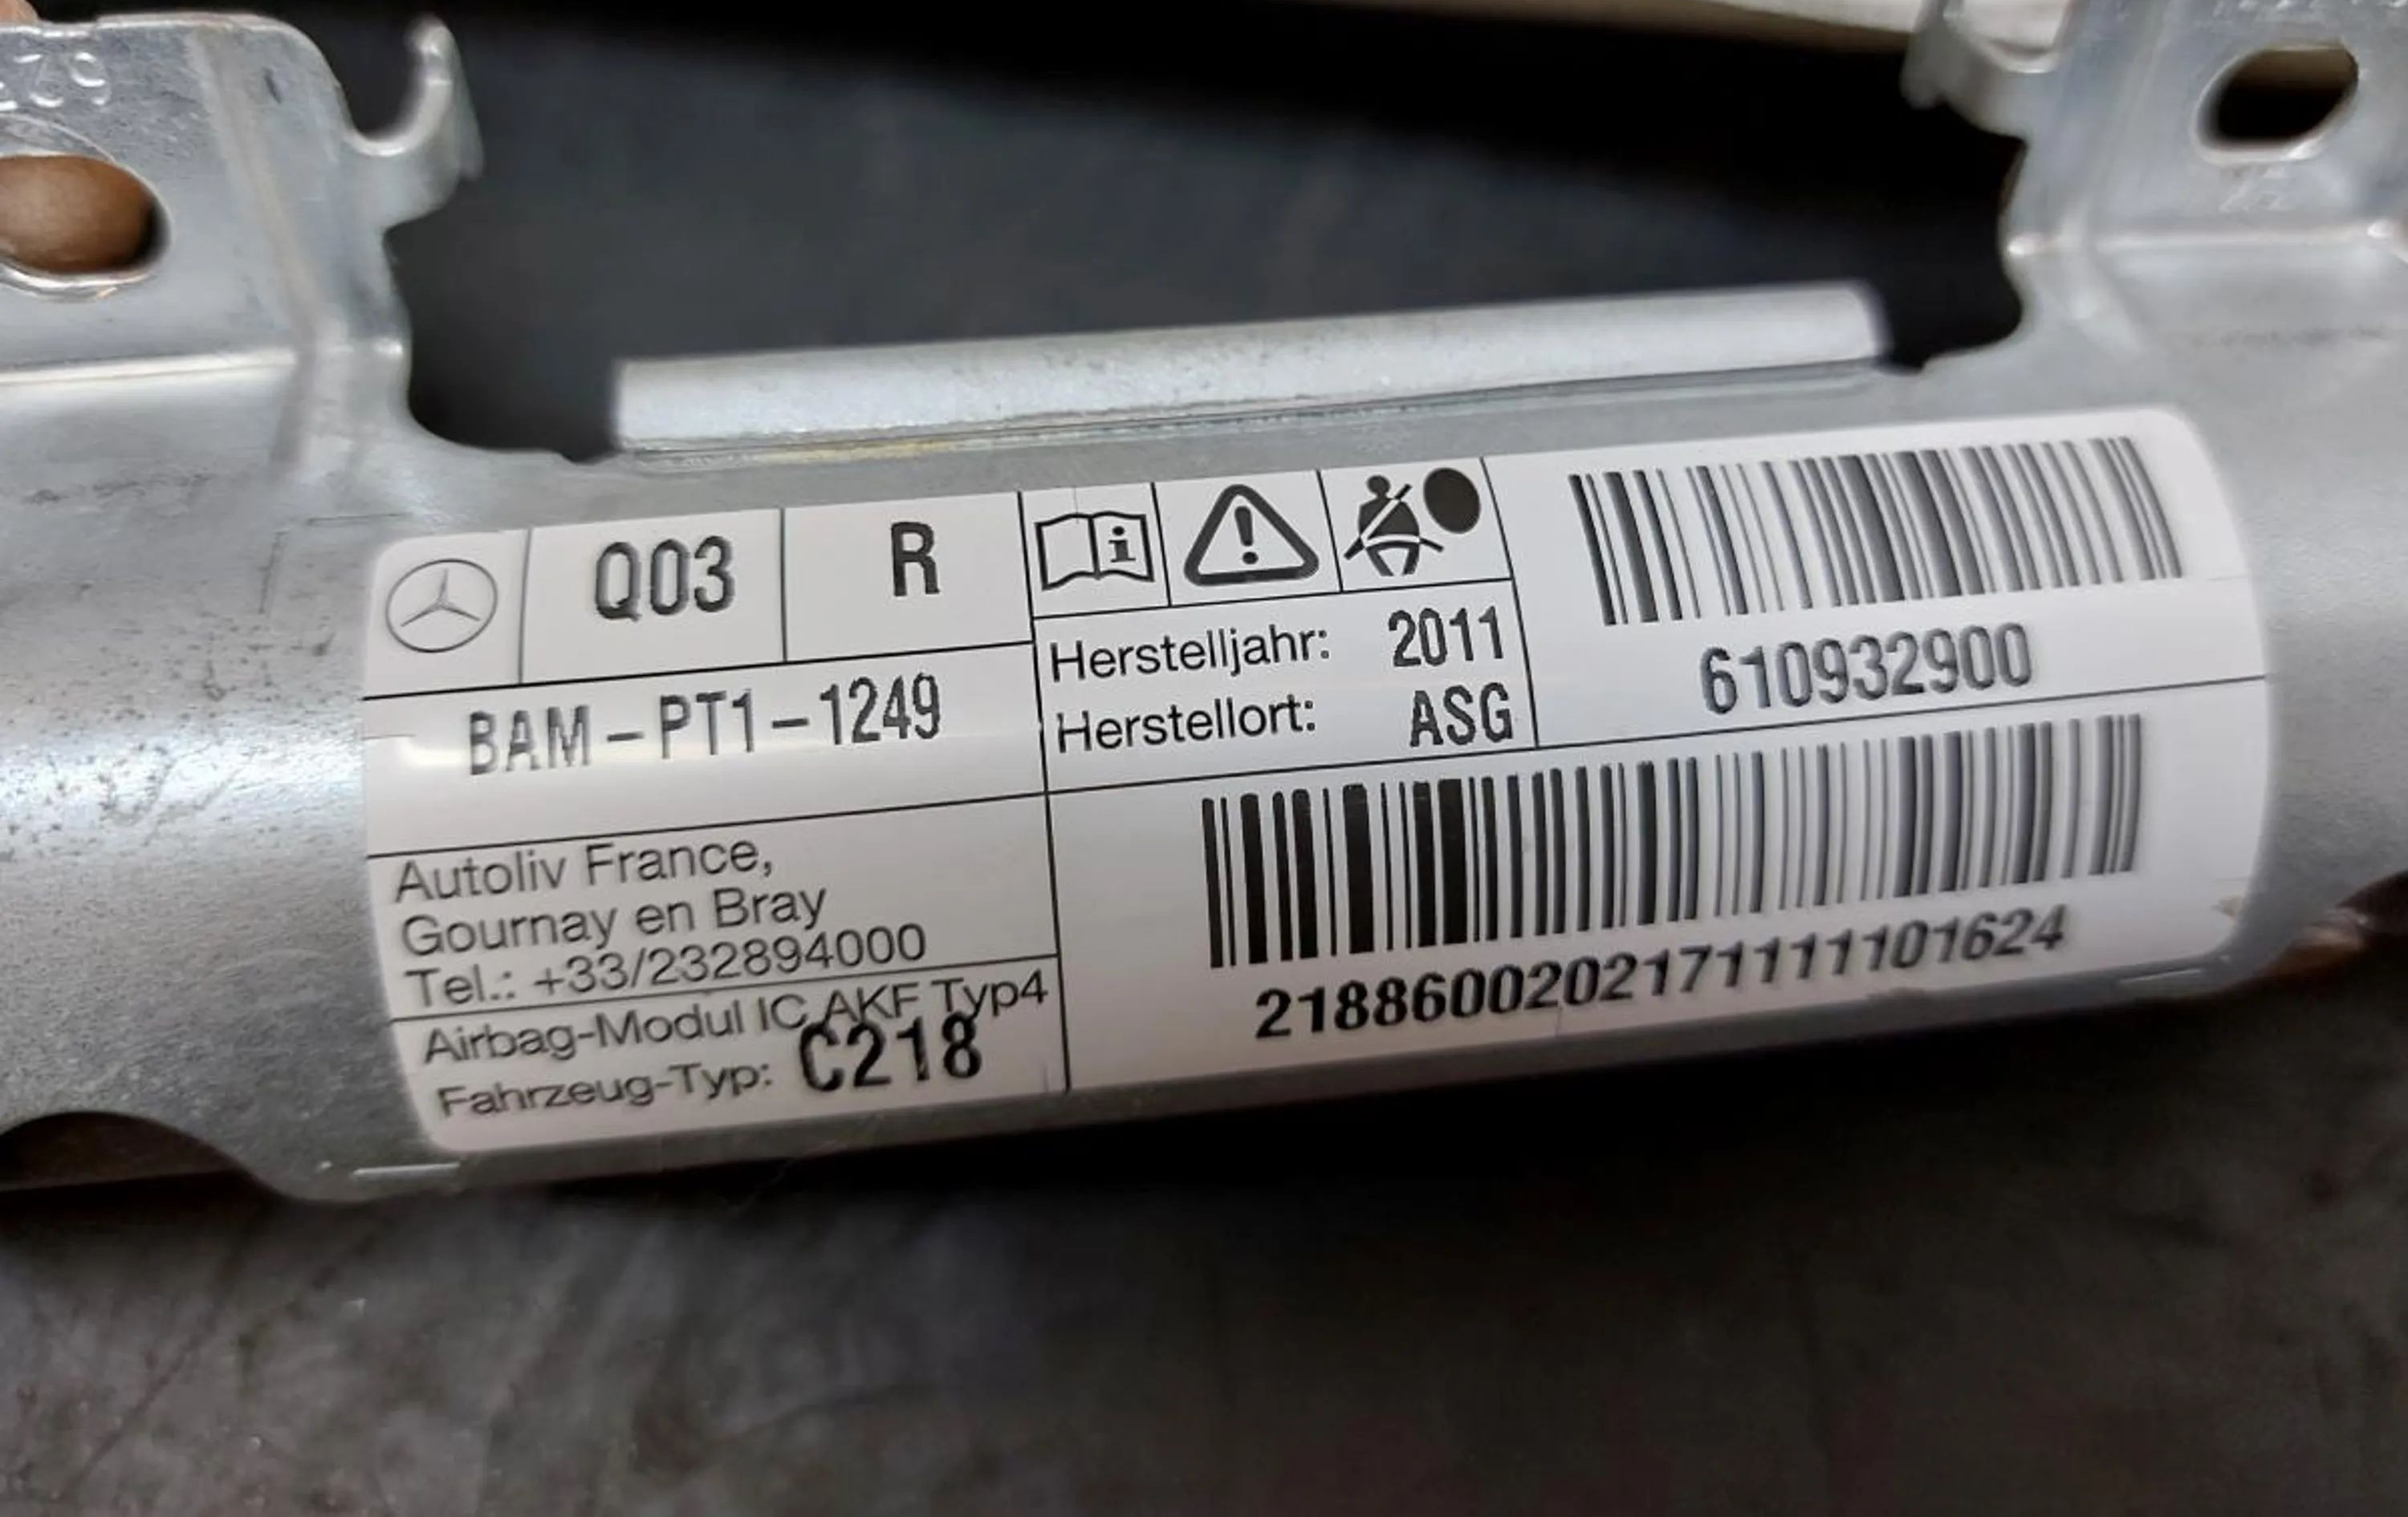 Q03
R
BAM-PT1-1249
Autoliv France,
Gournay en Bray
Tel.: +33/232894000
Airbag-Modul IC AKF Typ4
Fahrzeug-Typ: C218
i
Herstelljahr: 2011
Herstellort: ASG
610932900
2188600202171111101624